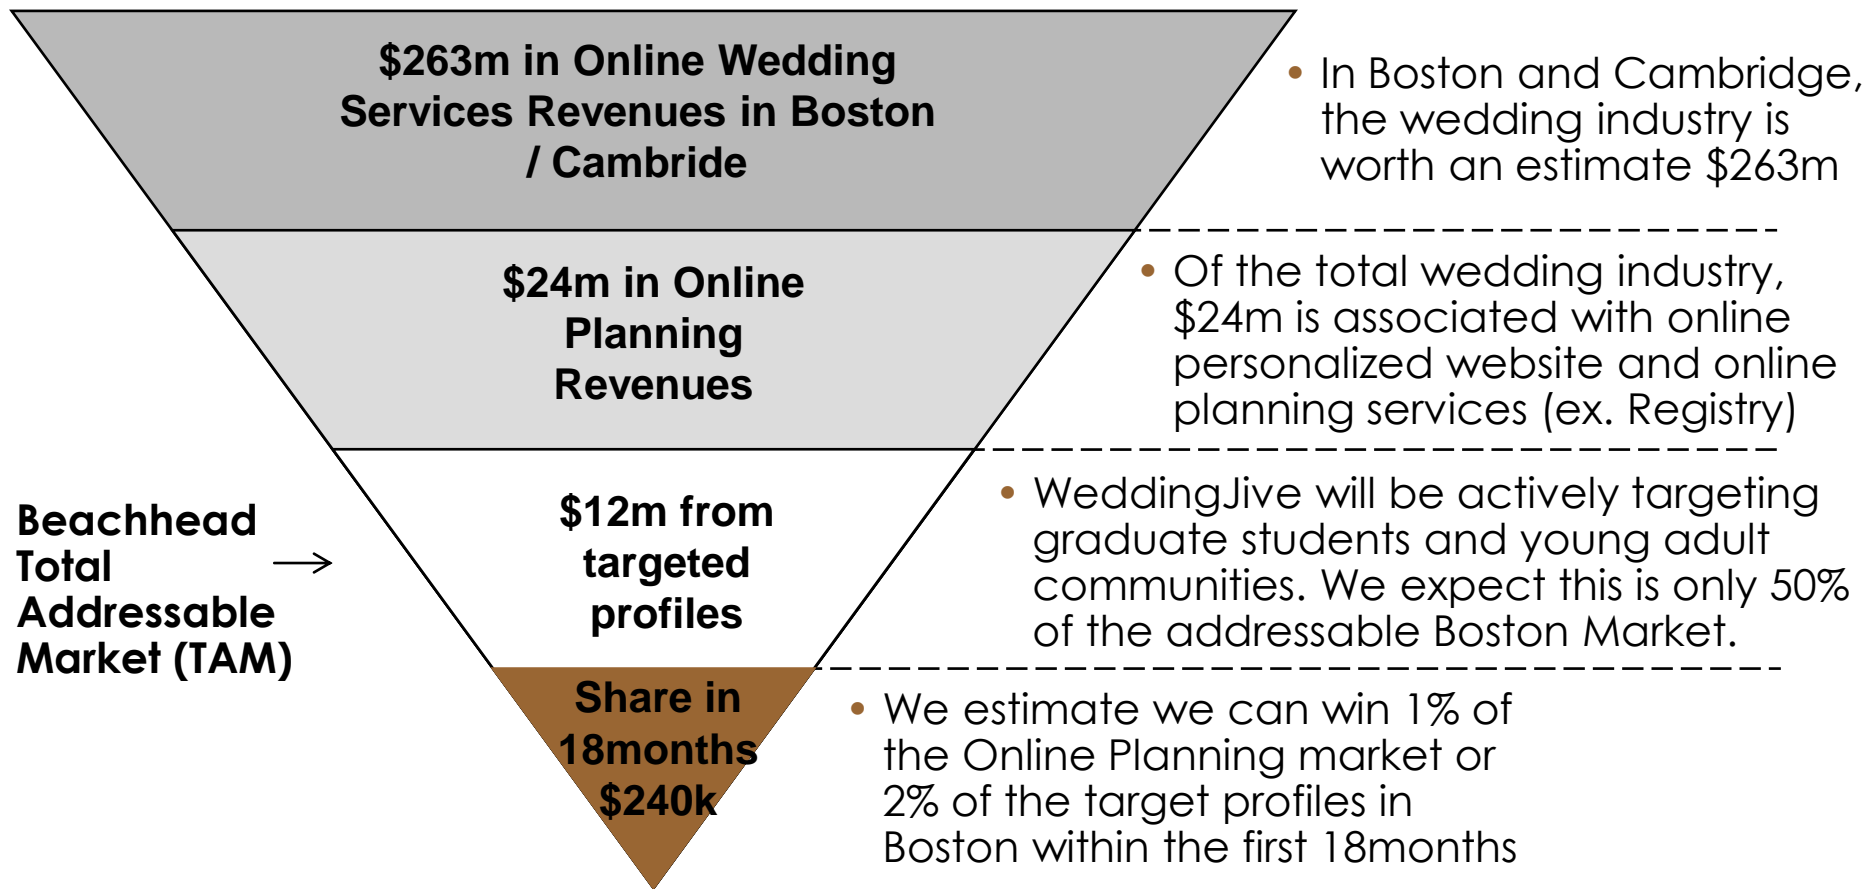 $263m in Online Wedding
Services Revenues in Boston
/ Cambride
• In Boston and Cambridge,
the wedding industry is
worth an estimate $263m
$24m in Online
Planning
Revenues
• Of the total wedding industry,
$24m is associated with online
personalized website and online
planning services (ex. Registry)
Beachhead
Total
Addressable
Market (TAM)
$12m from
targeted
profiles
• WeddingJive will be actively targeting
graduate students and young adult
communities. We expect this is only 50%
of the addressable Boston Market.
Share in
18months
$240k
• We estimate we can win 1% of
the Online Planning market or
2% of the target profiles in
Boston within the first 18months